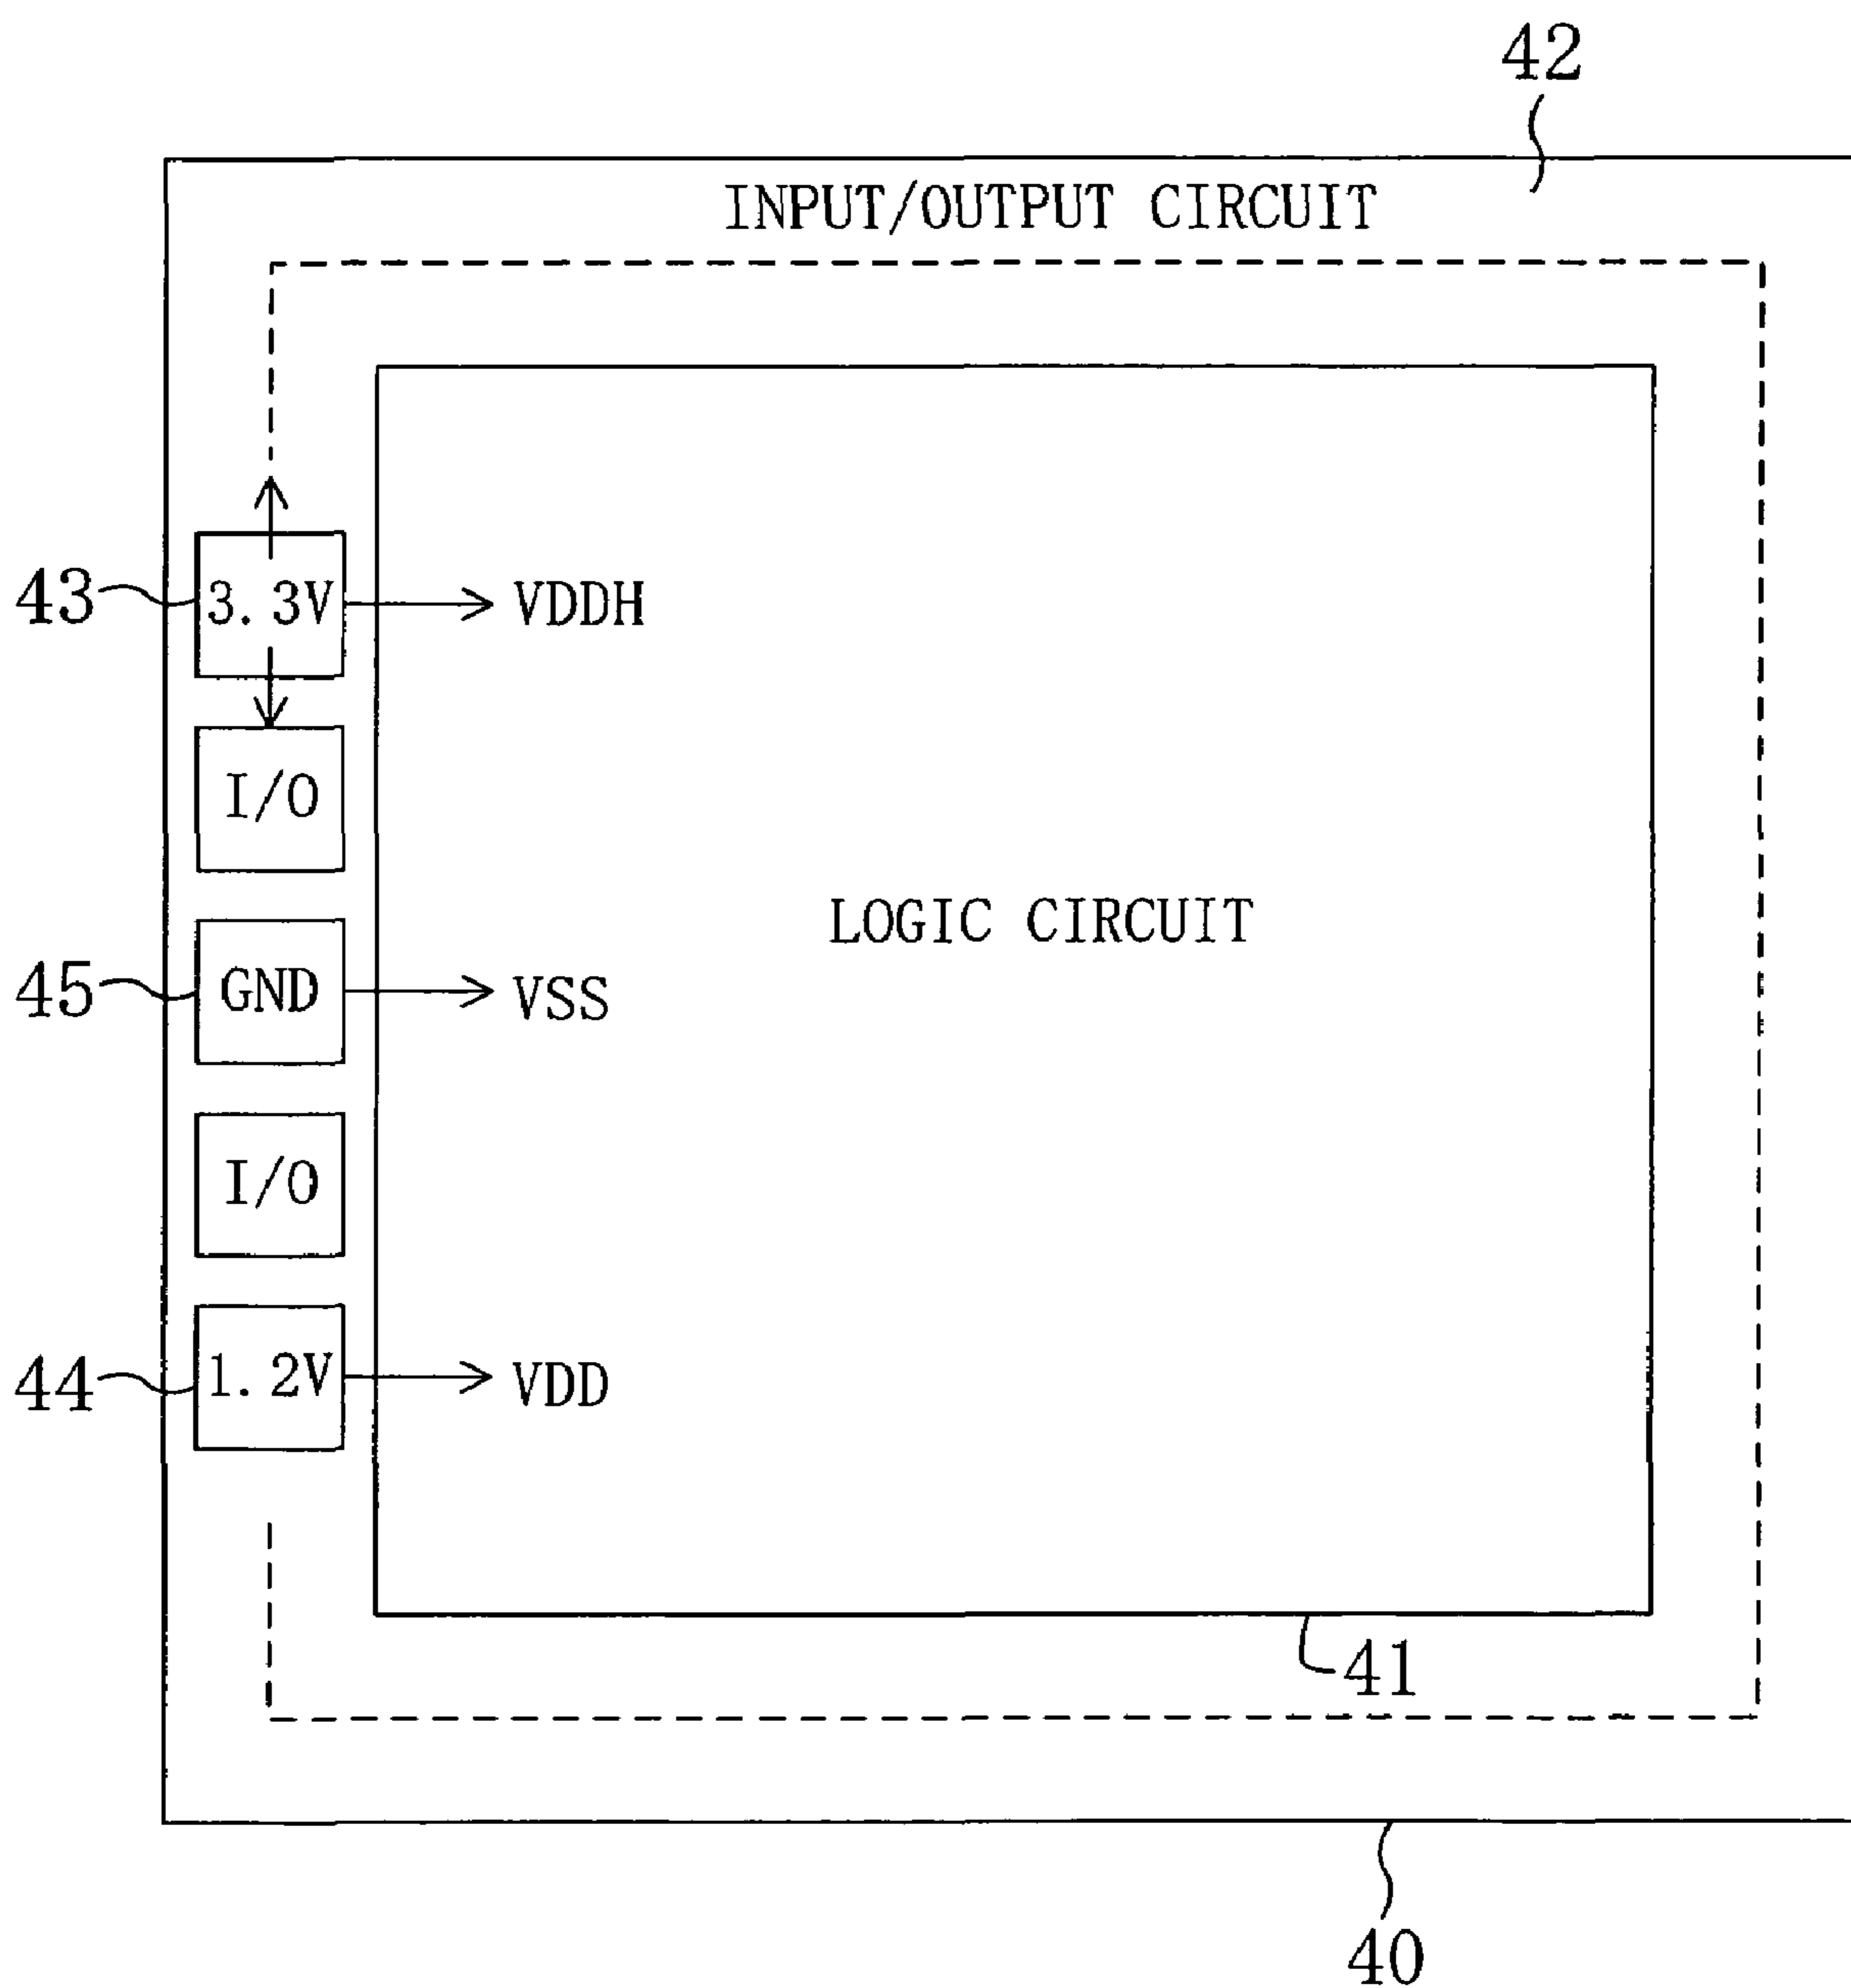 42
INPUT/OUTPUT CIRCUIT
43
3.3V
VDDH
I/O
LOGIC CIRCUIT
45
GND
VSS
I/O
44
1.2V
VDD
41
40